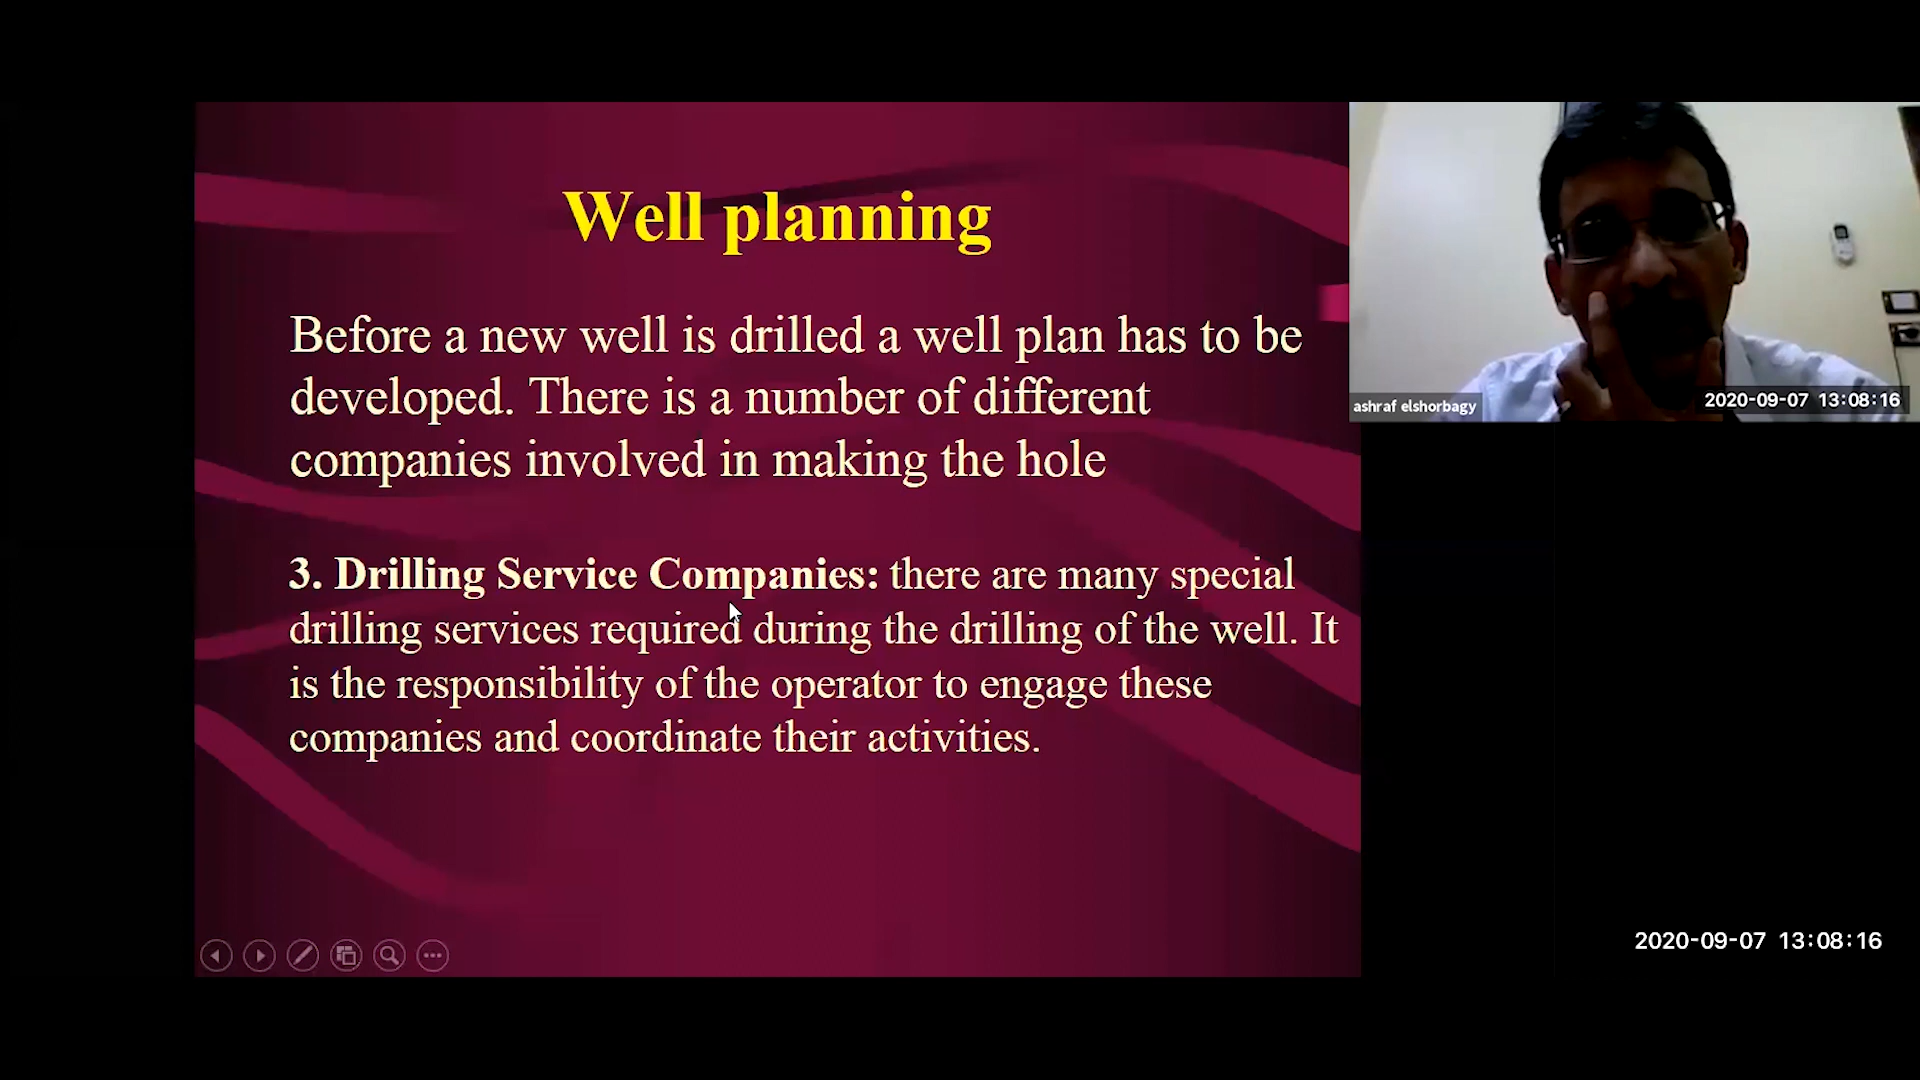 Well planning
Before a new well is drilled a well plan has to be
developed. There is a number of different
companies involved in making the hole
3. Drilling Service Companies: there are many special
drilling services required during the drilling of the well. It
is the responsibility of the operator to engage these
companies and coordinate their activities.
ashraf elshorbagy
2020-09-07 13:08:16
2020-09-07 13:08:16